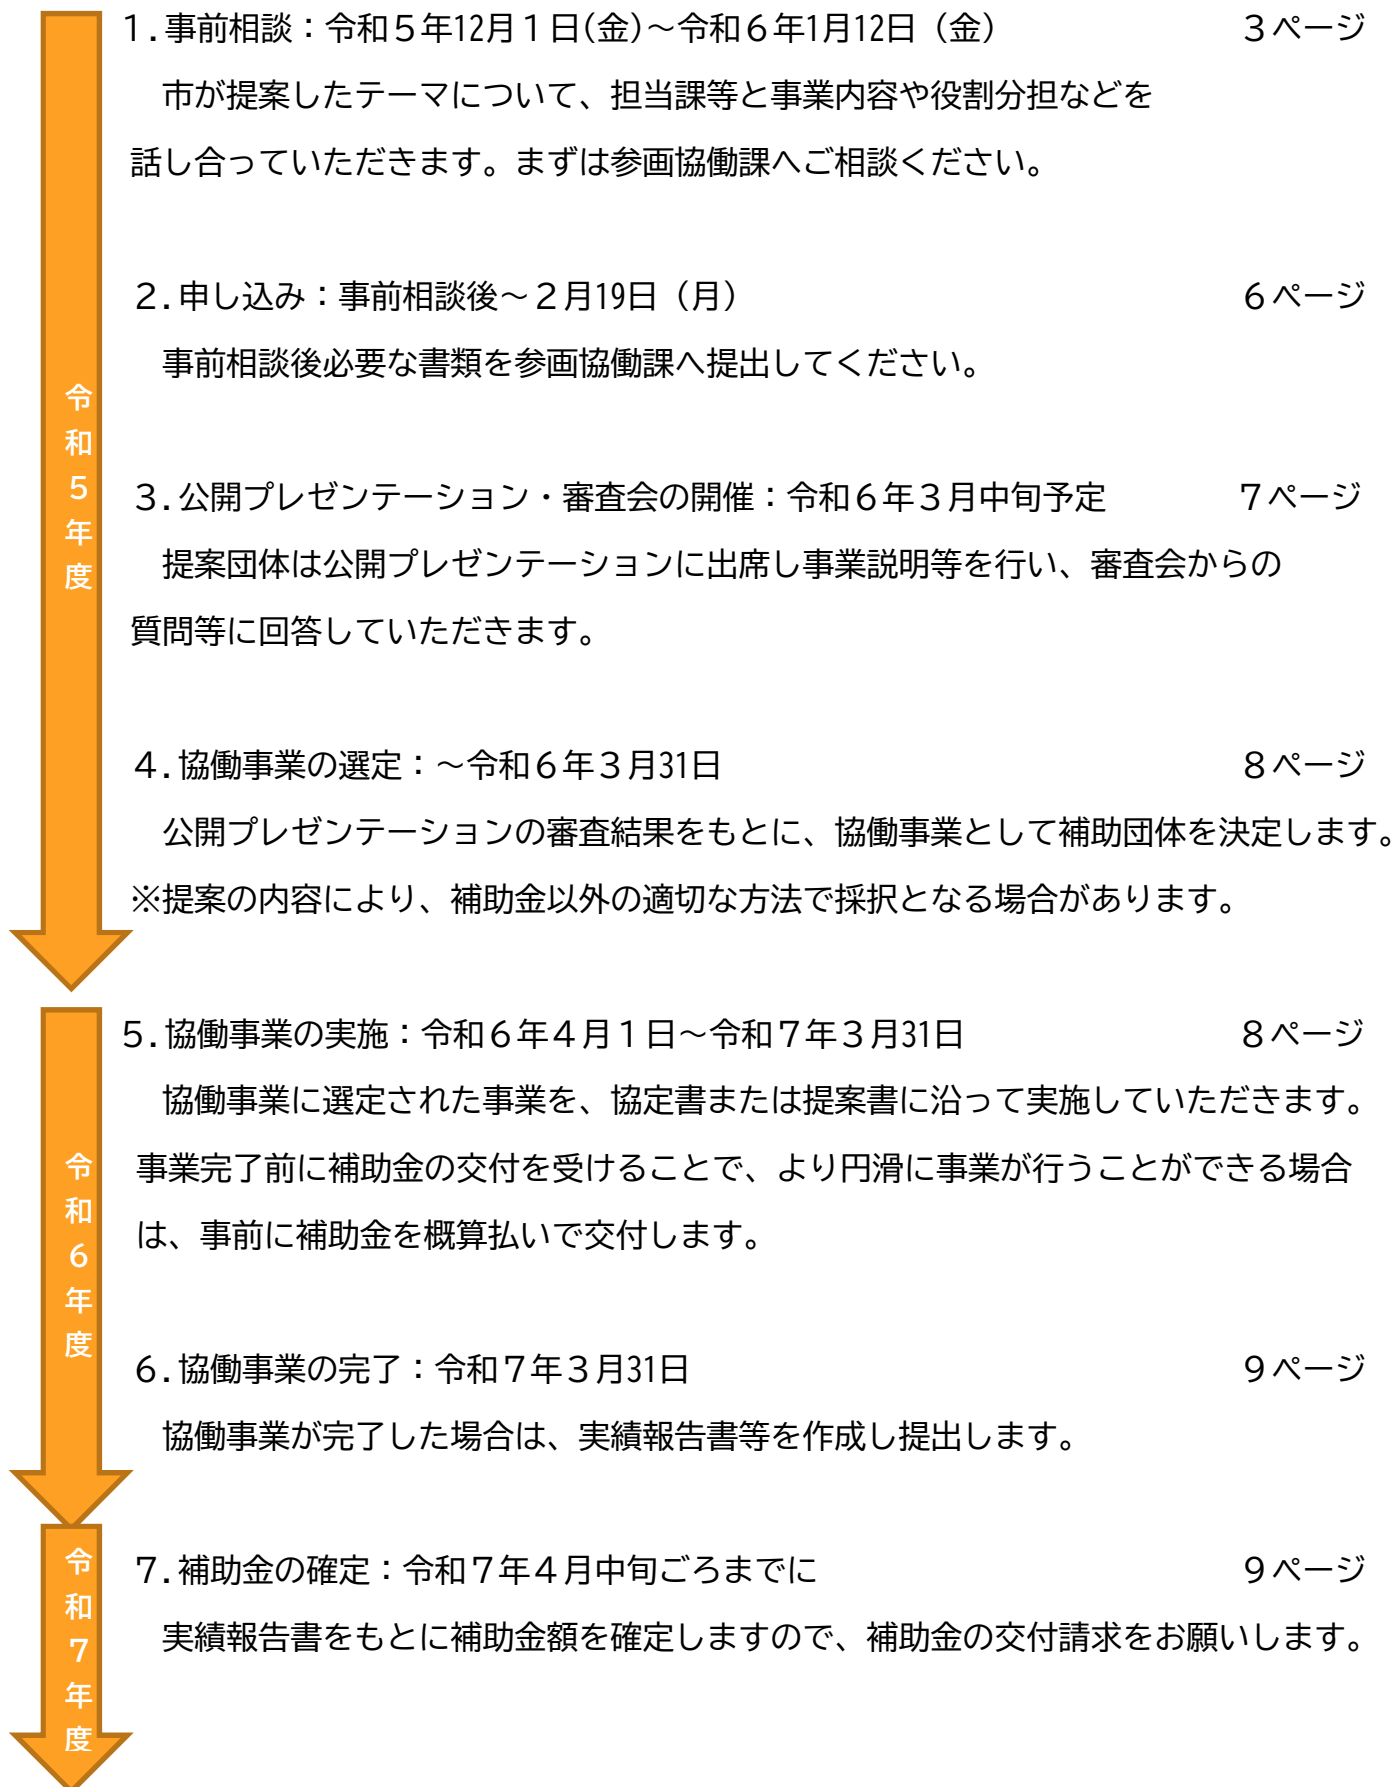 １.事前相談：令和５年12月１日(金)～令和６年1月12日（金） ３ページ
市が提案したテーマについて、担当課等と事業内容や役割分担などを
話し合っていただきます。まずは参画協働課へご相談ください。
２.申し込み：事前相談後～２月19日（月） ６ページ
事前相談後必要な書類を参画協働課へ提出してください。
３.公開プレゼンテーション・審査会の開催：令和６年３月中旬予定 ７ページ
提案団体は公開プレゼンテーションに出席し事業説明等を行い、審査会からの
質問等に回答していただきます。
４.協働事業の選定：～令和６年３月31日 ８ページ
公開プレゼンテーションの審査結果をもとに、協働事業として補助団体を決定します。
※提案の内容により、補助金以外の適切な方法で採択となる場合があります。
令和５年度
５.協働事業の実施：令和６年４月１日～令和７年３月31日 ８ページ
協働事業に選定された事業を、協定書または提案書に沿って実施していただきます。
事業完了前に補助金の交付を受けることで、より円滑に事業が行うことができる場合
は、事前に補助金を概算払いで交付します。
６.協働事業の完了：令和７年３月31日 ９ページ
協働事業が完了した場合は、実績報告書等を作成し提出します。
令和６年度
７.補助金の確定：令和７年４月中旬ごろまでに ９ページ
実績報告書をもとに補助金額を確定しますので、補助金の交付請求をお願いします。
令和７年度